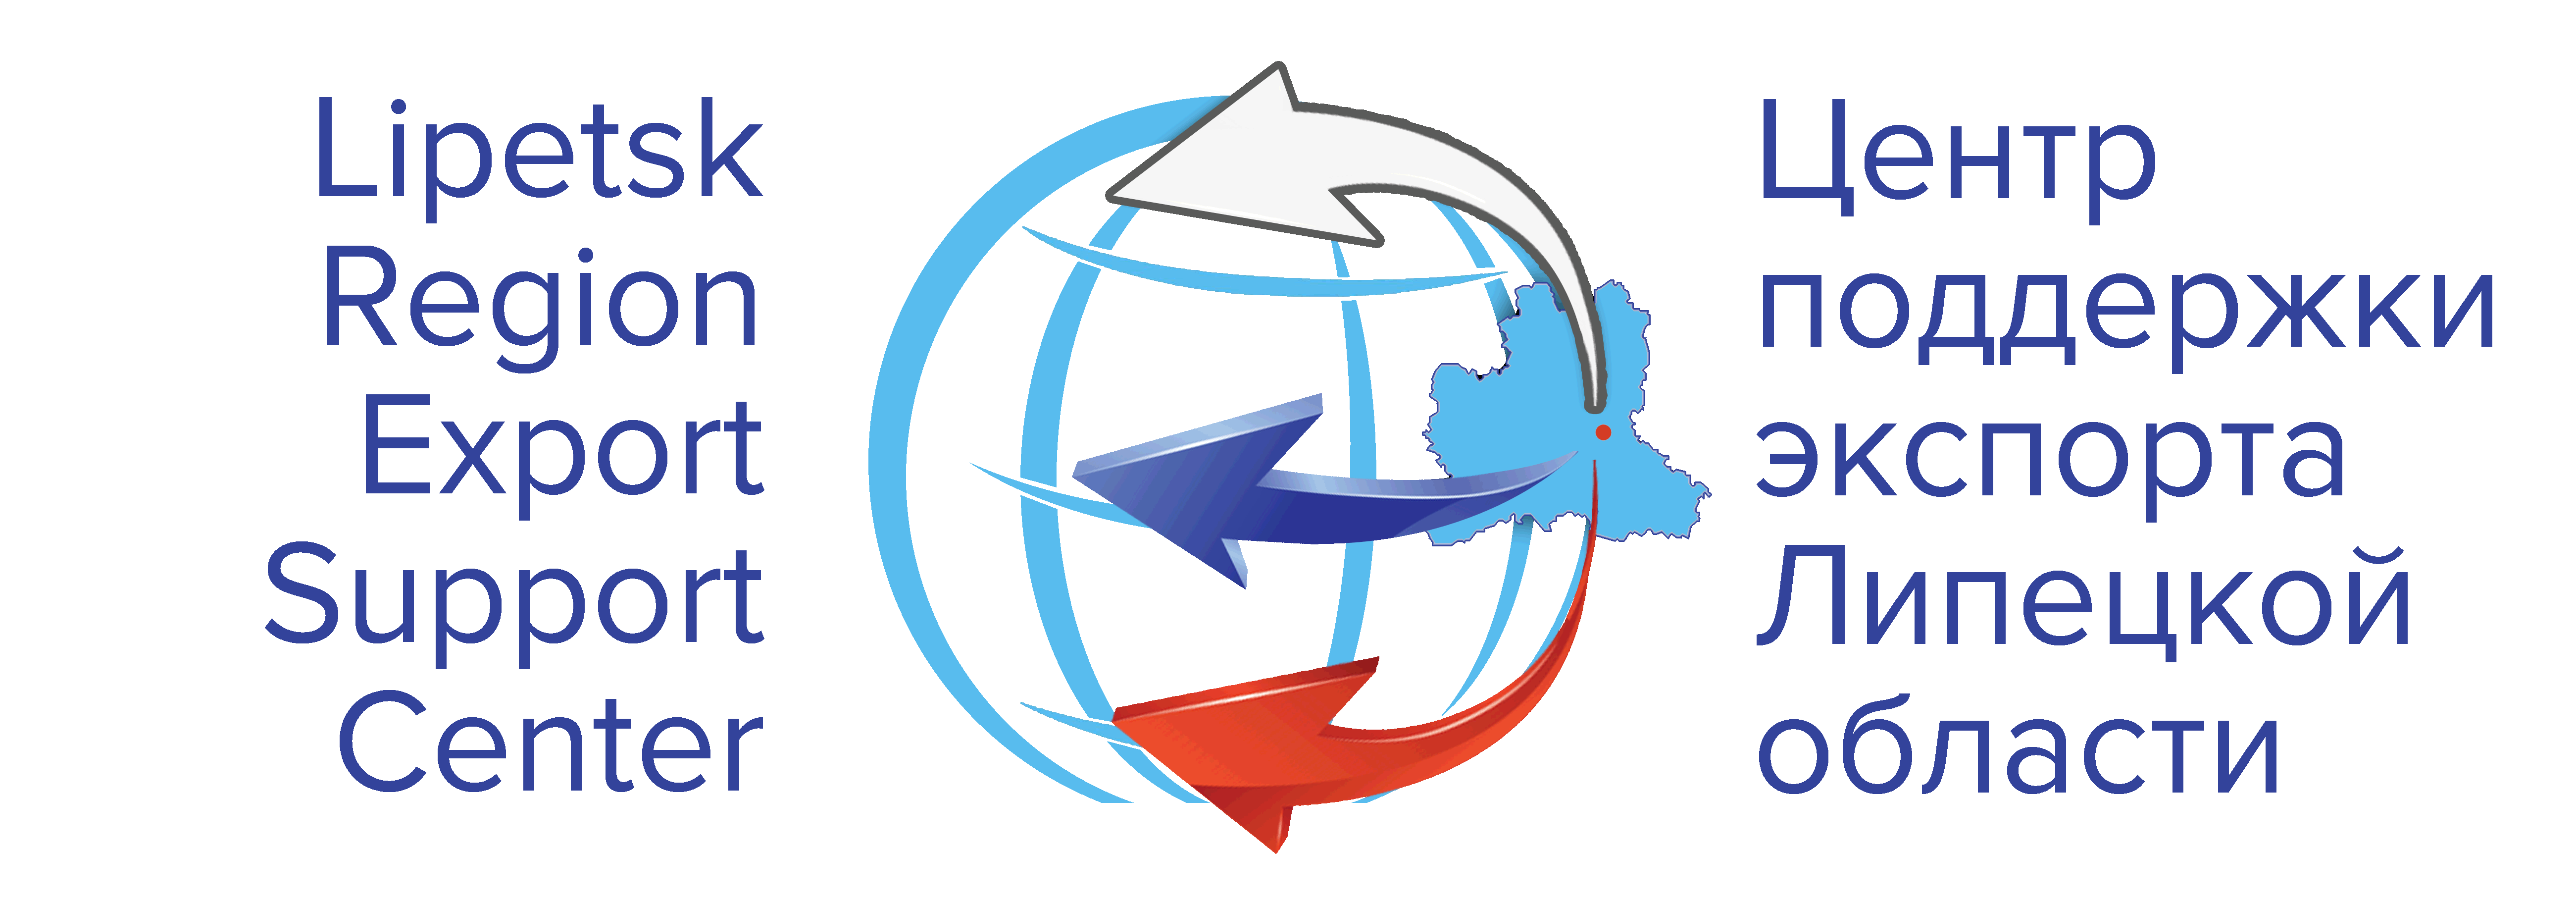 Lipetsk
Region
Export
Support
Center
Центр
поддержки
экспорта
Липецкой
области